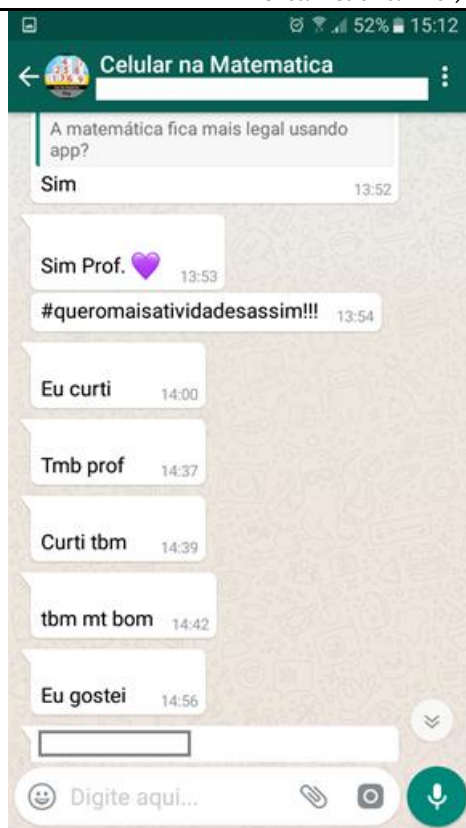 52% 15:12
Celular na Matematica
A matemática fica mais legal usando
app?
Sim 13:52
Sim Prof. 💜 13:53
#queromaisatividadesassim!!! 13:54
Eu curti 14:00
Tmb prof 14:37
Curti tbm 14:39
tbm mt bom 14:42
Eu gostei 14:56
Digite aqui...